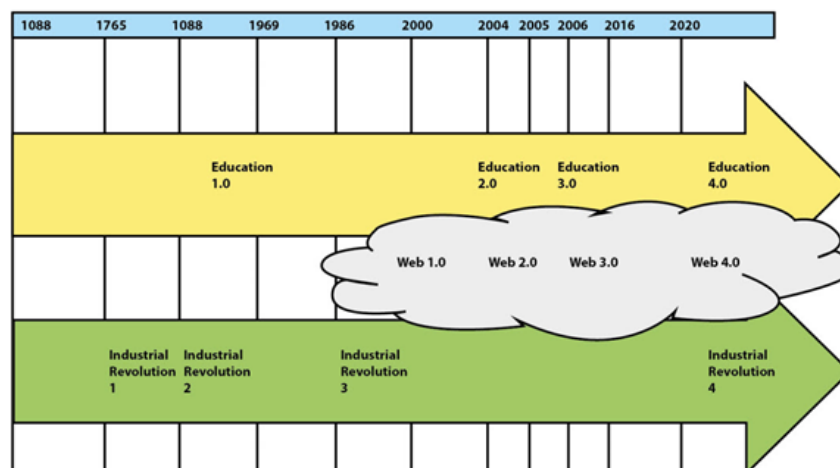 1088 1765 1088 1969 1986 2000 2004 2005 2006 2016 2020
Education Education Education Education
1.0 2.0 3.0 4.0
Web 1.0 Web 2.0 Web 3.0 Web 4.0
Industrial Industrial Industrial Industrial
Revolution Revolution Revolution Revolution
1 2 3 4